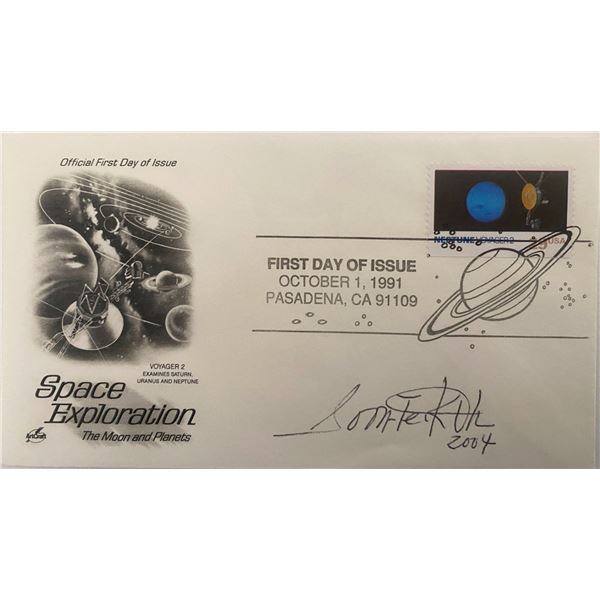 Official First Day of Issue
NEPTUNE VOYAGER 2
USA
FIRST DAY OF ISSUE
OCTOBER 1, 1991
PASADENA, CA 91109
VOYAGER 2
EXAMINES SATURN,
URANUS AND NEPTUNE
Space
Exploration
The Moon and Planets
ArtCraft
2004